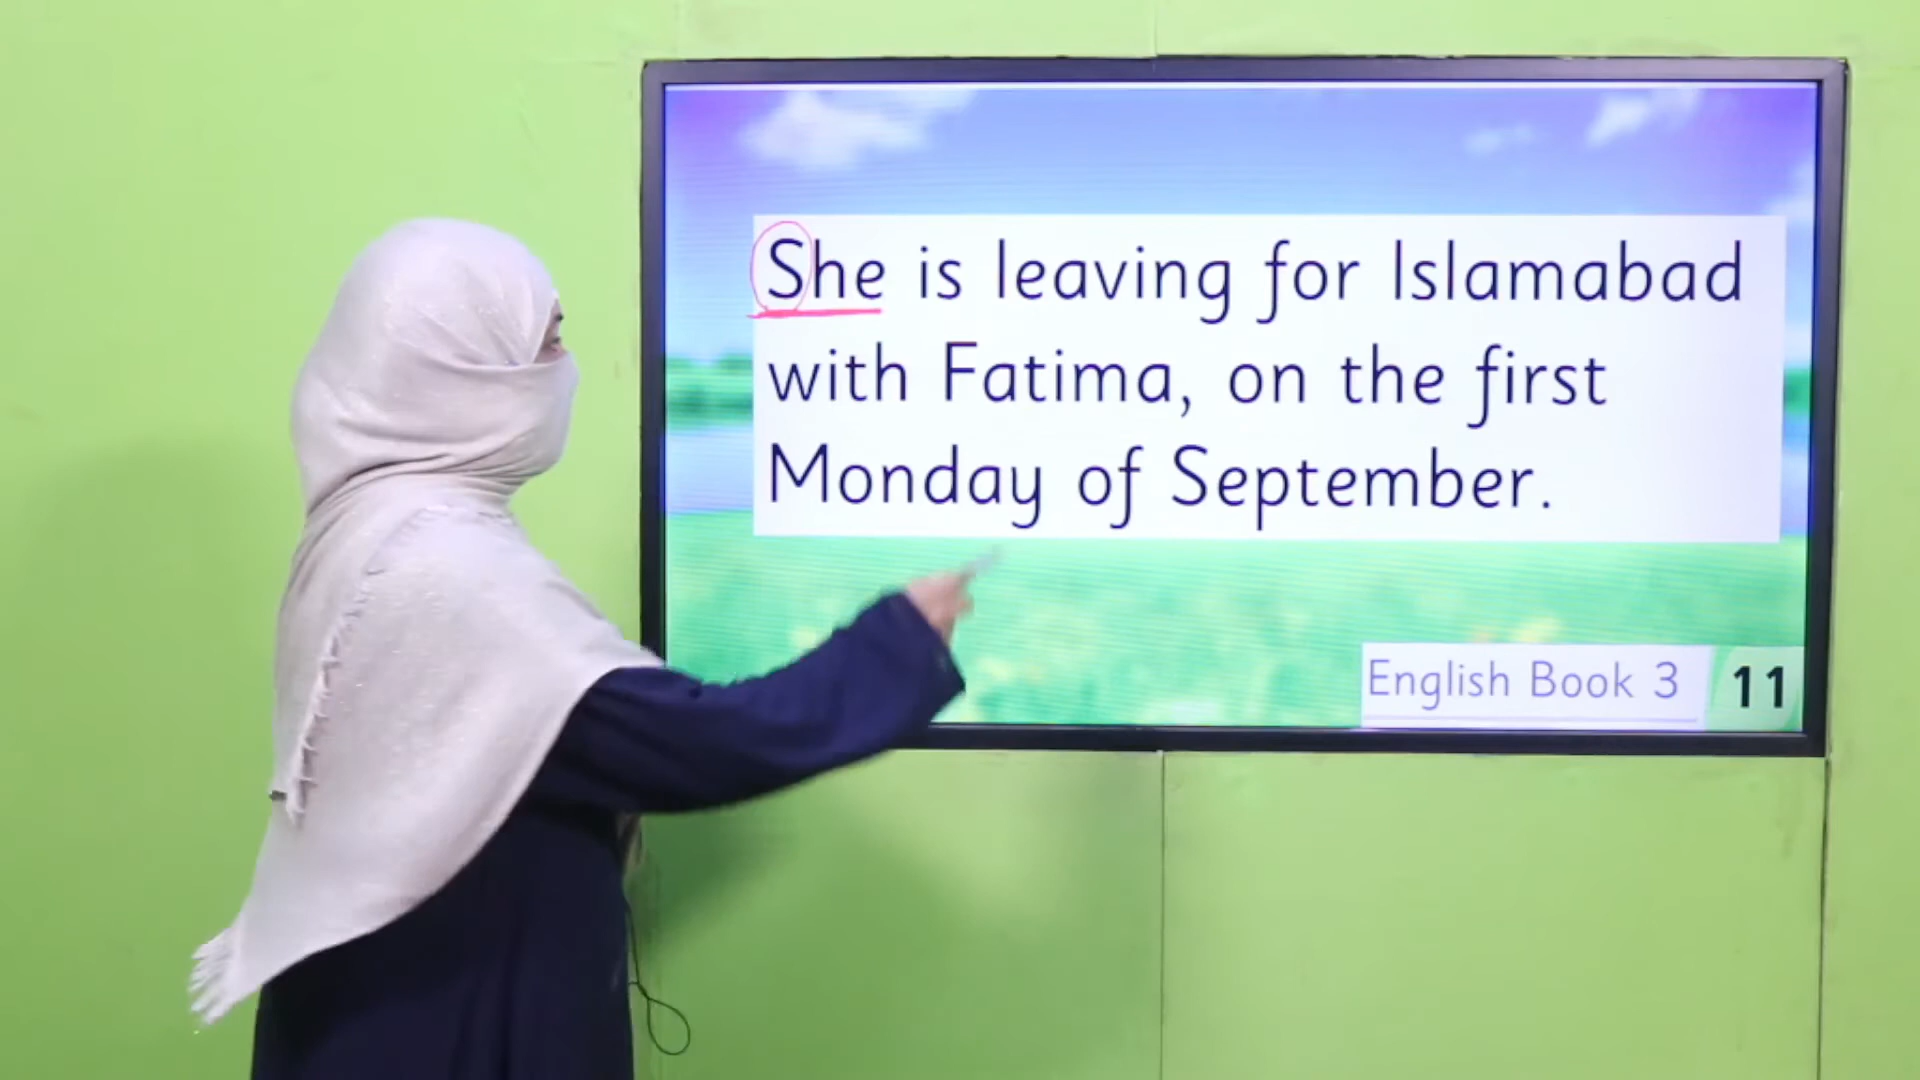 She is leaving for Islamabad
with Fatima, on the first
Monday of September.
English Book 3
11